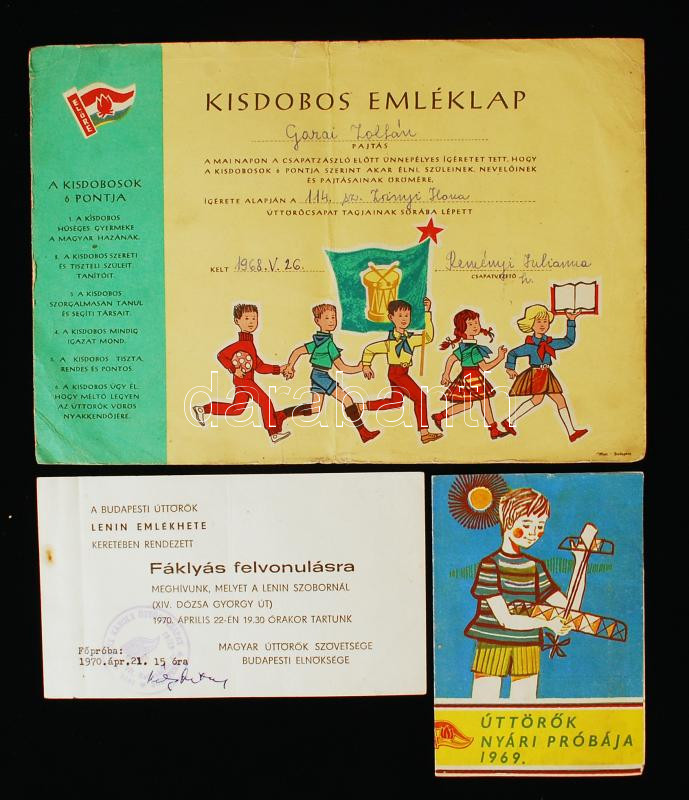 ELŐRE
A KISDOBOSOK
6 PONTJA
1. A KISDOBOS
HŰSÉGES GYERMEKE
A MAGYAR HAZÁNAK.
2. A KISDOBOS SZERETI
ÉS TISZTELI SZÜLEIT,
TANÍTÓIT.
3. A KISDOBOS
SZORGALMASAN TANUL
ÉS SEGÍTI TÁRSAIT.
4. A KISDOBOS MINDIG
IGAZAT MOND.
5. A KISDOBOS TISZTA,
RENDES ÉS PONTOS.
6. A KISDOBOS ÚGY ÉL,
HOGY MÉLTÓ LEGYEN
AZ ÚTTÖRŐK VÖRÖS
NYAKKENDŐJÉRE.
KISDOBOS EMLÉKLAP
Garai Zoltán
PAJTÁS
A MAI NAPON A CSAPATZÁSZLÓ ELŐTT ÜNNEPÉLYES ÍGÉRETET TETT, HOGY
A KISDOBOSOK 6 PONTJA SZERINT AKAR ÉLNI, SZÜLEINEK, NEVELŐINEK
ÉS PAJTÁSAINAK ÖRÖMÉRE.
ÍGÉRETE ALAPJÁN A 114. sz. Zrinyi Ilona
ÚTTÖRŐCSAPAT TAGJAINAK SORÁBA LÉPETT
KELT 1968. V. 26. Reményi Julianna
CSAPATVEZETŐ
darabanth
Budapest
A BUDAPESTI ÚTTÖRŐK
LENIN EMLÉKHETE
KERETÉBEN RENDEZETT
Fáklyás felvonulásra
MEGHÍVUNK, MELYET A LENIN SZOBORNÁL
(XIV. DÓZSA GYÖRGY ÚT)
1970. ÁPRILIS 22-ÉN 19.30 ÓRAKOR TARTUNK
Főpróba:
1970.ápr.21. 15 óra
MAGYAR ÚTTÖRŐK SZÖVETSÉGE
BUDAPESTI ELNÖKSÉGE
ÚTTÖRŐK
NYÁRI PRÓBÁJA
1969.